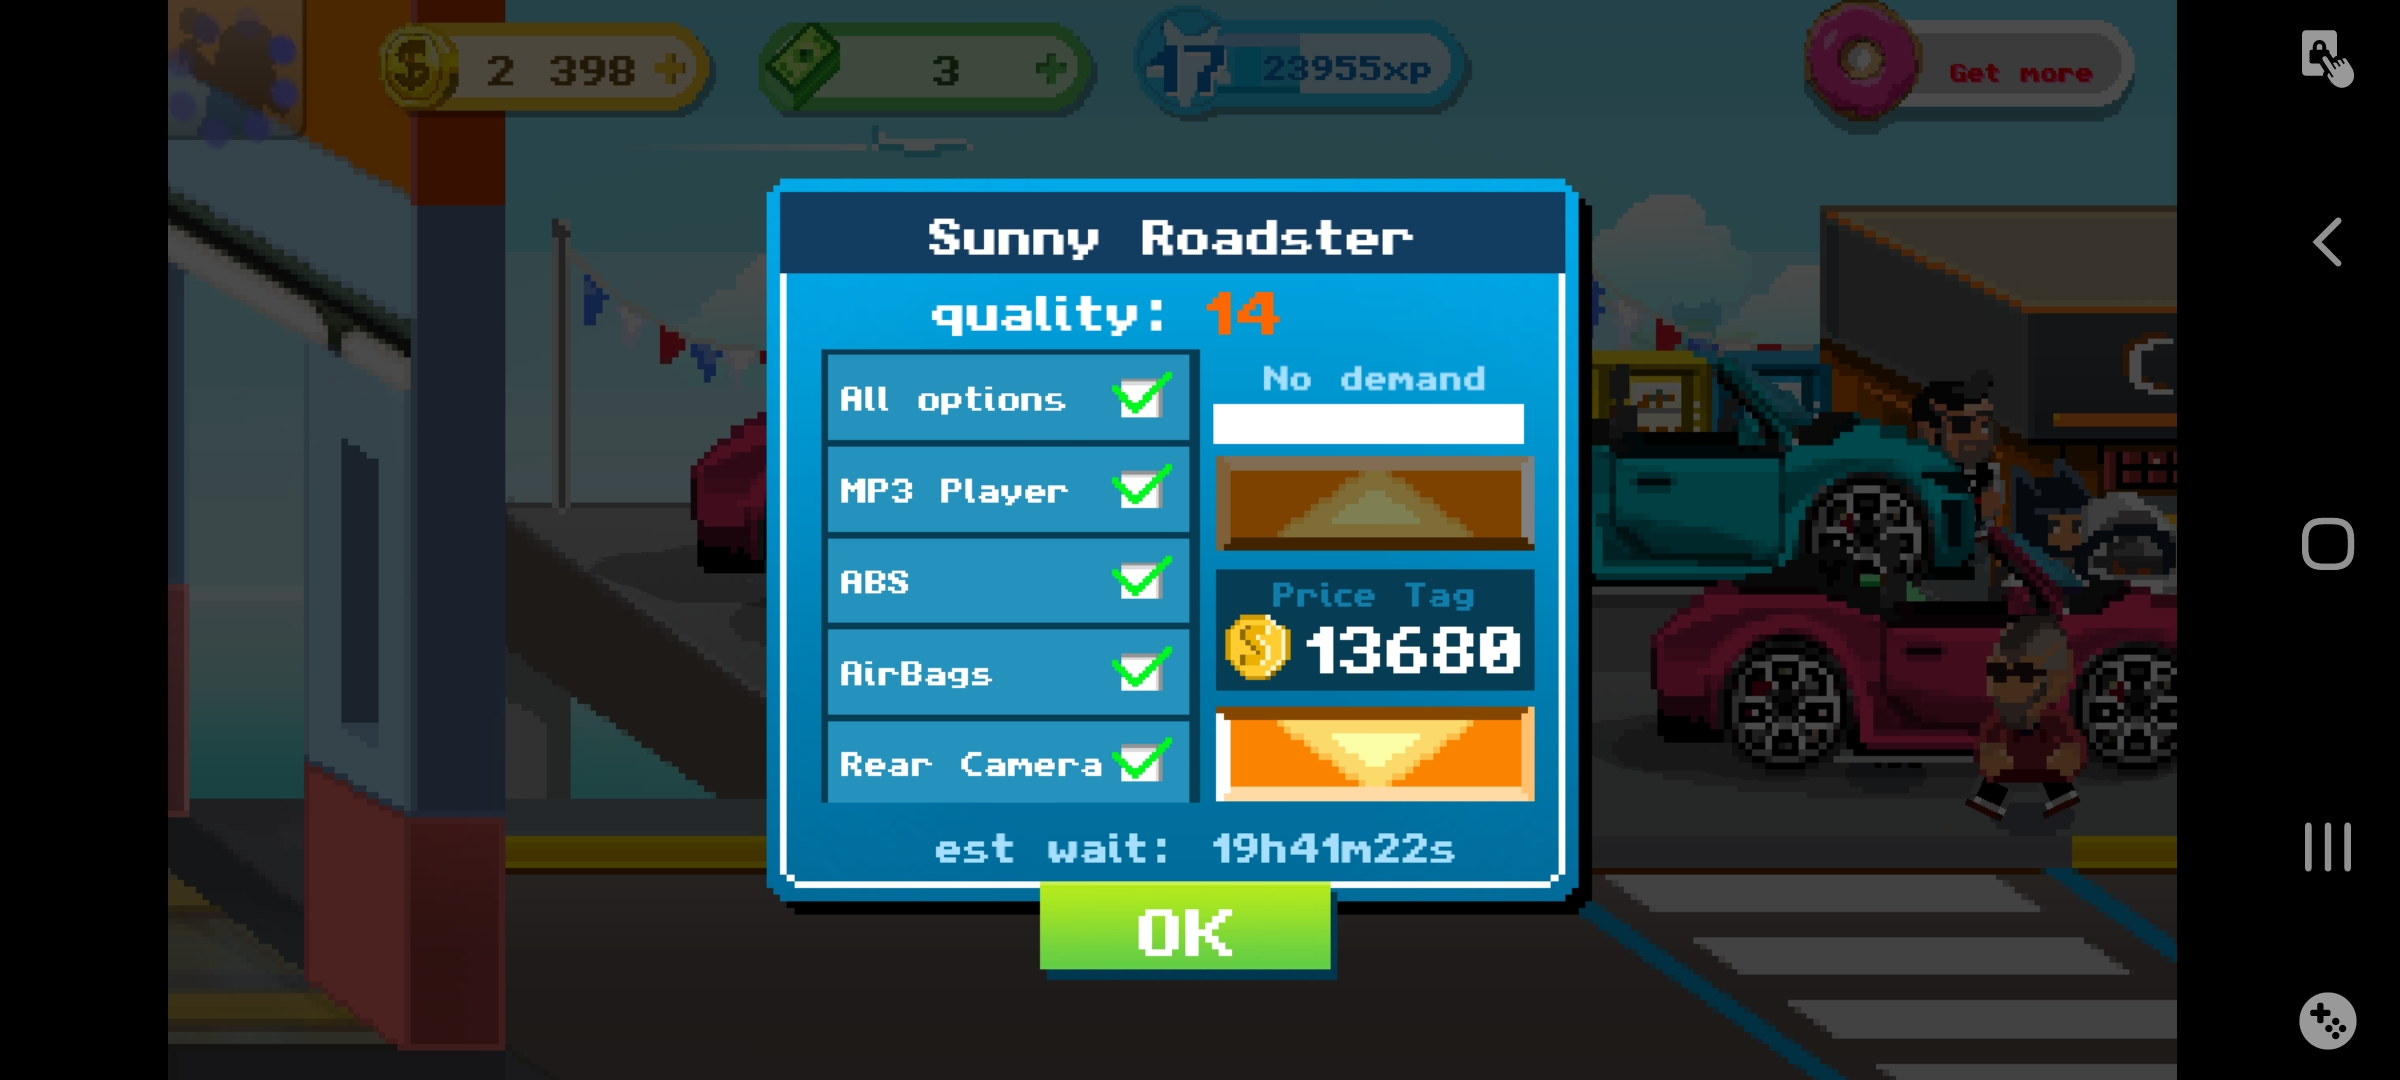 2 398 +
3 +
17 23955xp
Get more
Sunny Roadster
quality: 14
All options
MP3 Player
ABS
AirBags
Rear Camera
No demand
Price Tag
13680
est wait: 19h41m22s
OK